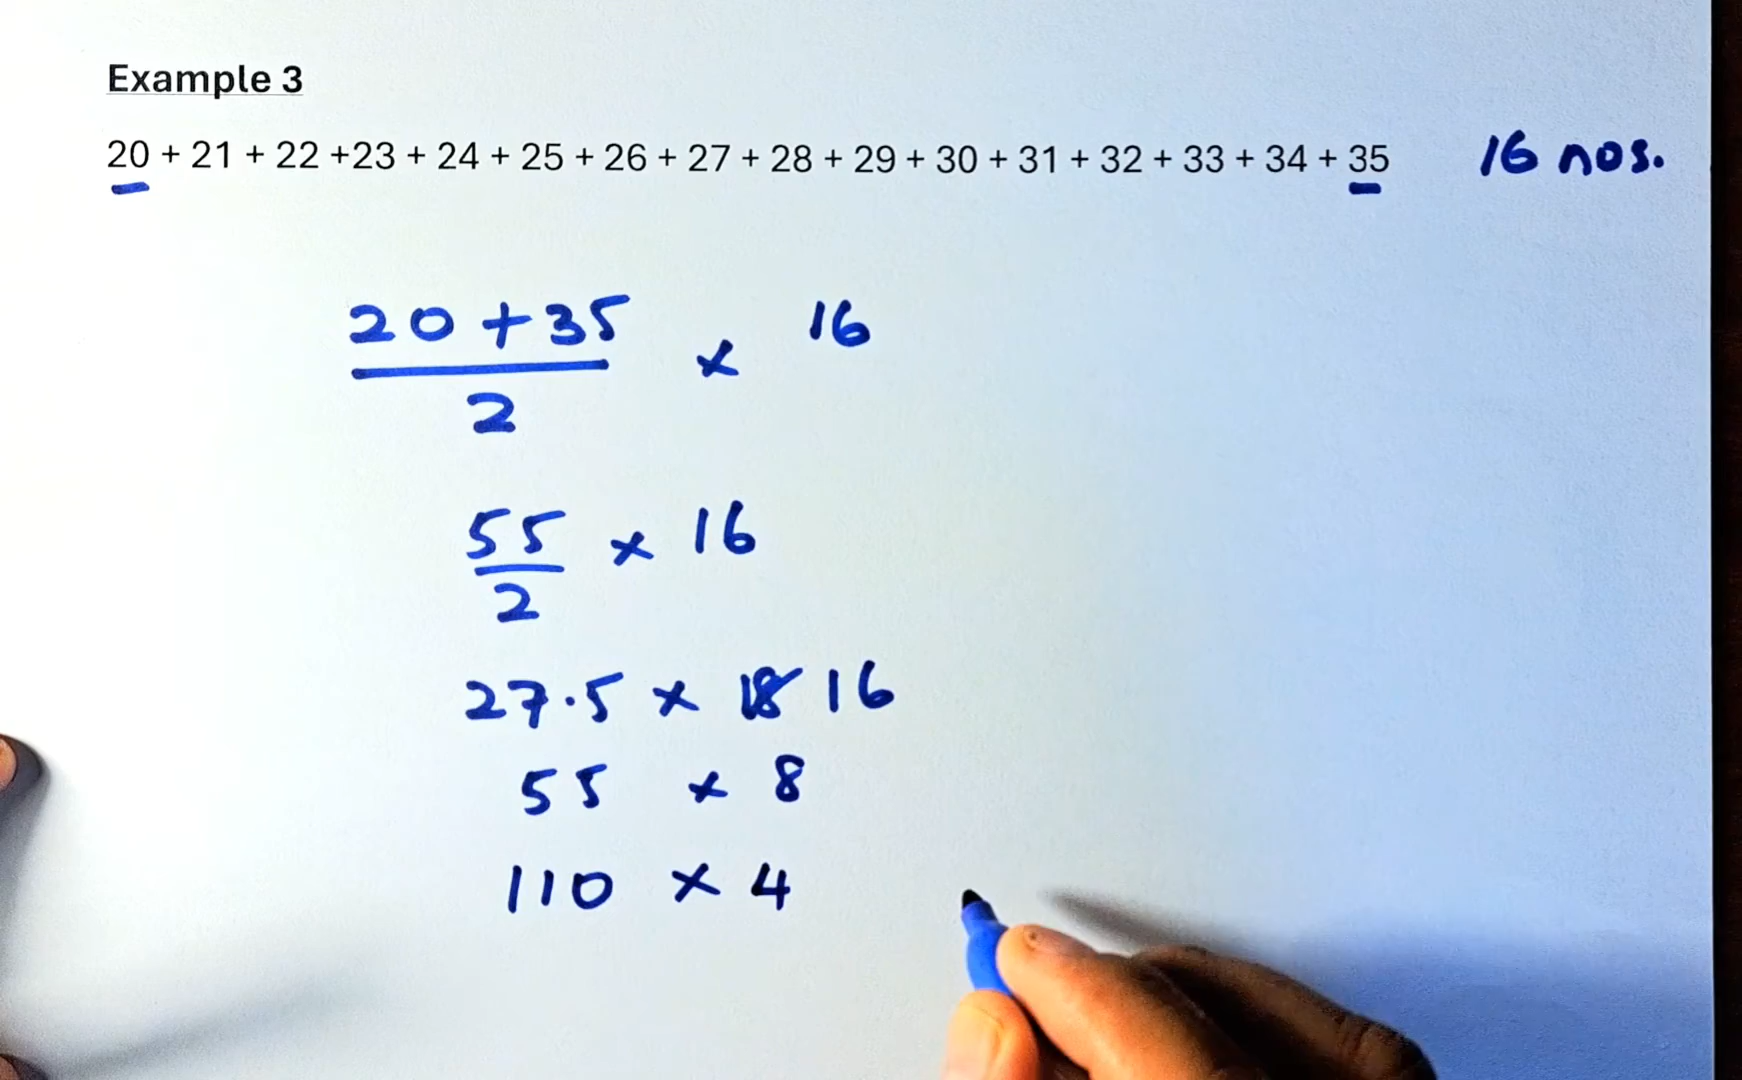 Example 3
20 + 21 + 22 +23 + 24 + 25 + 26 + 27 + 28 + 29 + 30 + 31 + 32 + 33 + 34 + 35 16 nos.
20 + 35 × 16
2
55 × 16
2
27.5 × 16
55 × 8
110 × 4